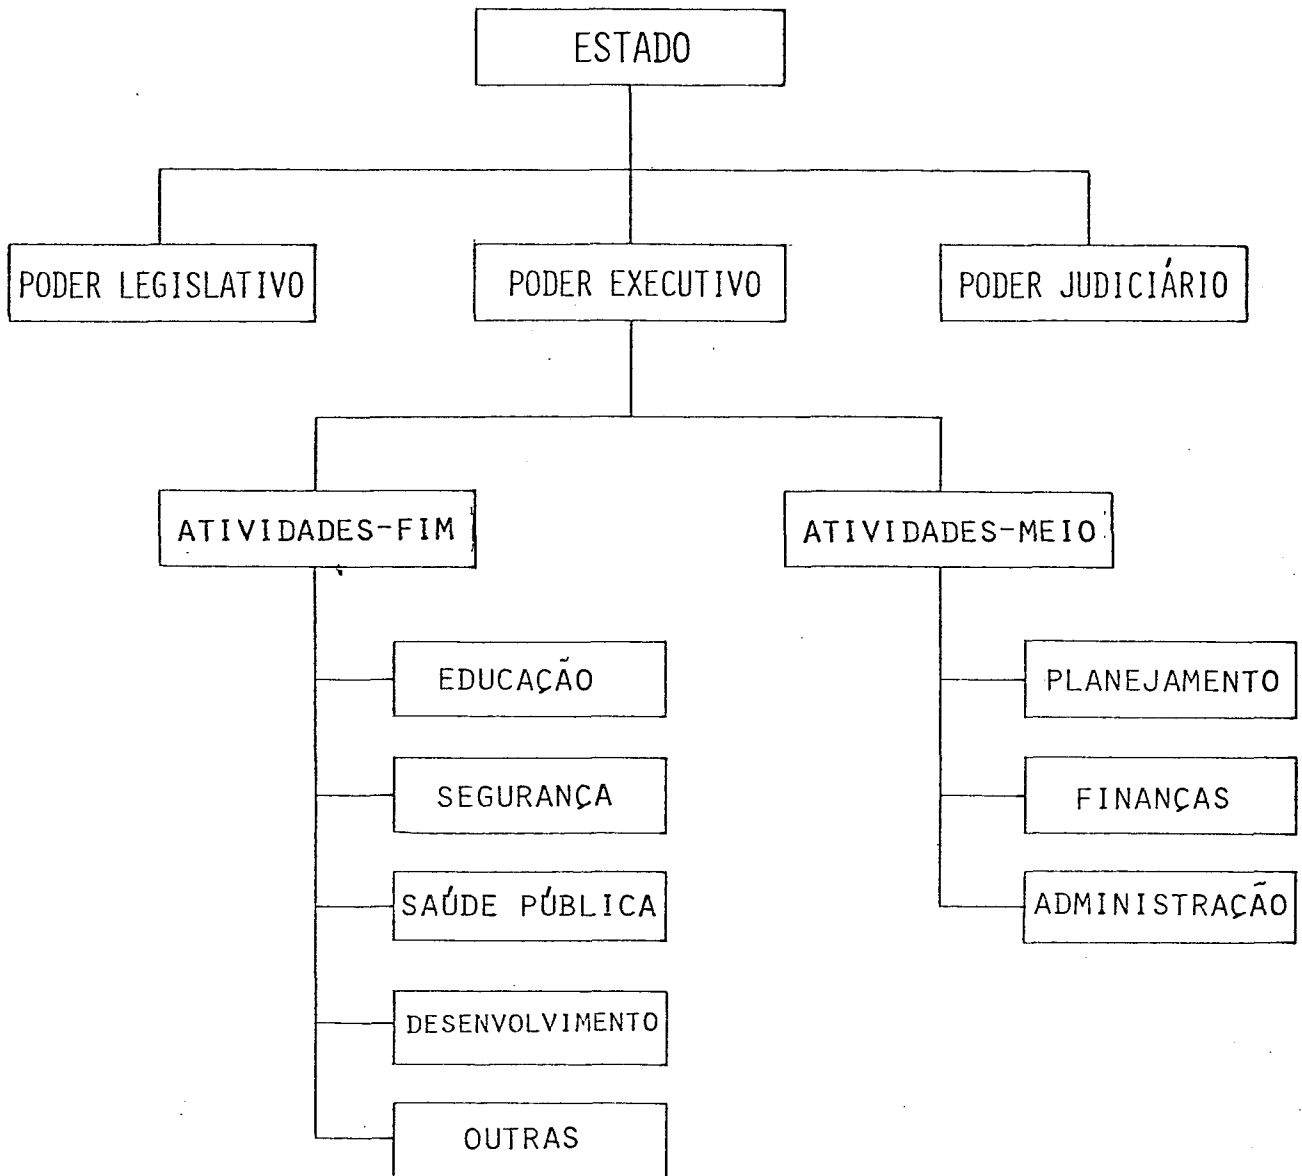 ESTADO
PODER LEGISLATIVO
PODER EXECUTIVO
PODER JUDICIÁRIO
ATIVIDADES-FIM
ATIVIDADES-MEIO
EDUCAÇÃO
SEGURANÇA
SAÚDE PÚBLICA
DESENVOLVIMENTO
OUTRAS
PLANEJAMENTO
FINANÇAS
ADMINISTRAÇÃO